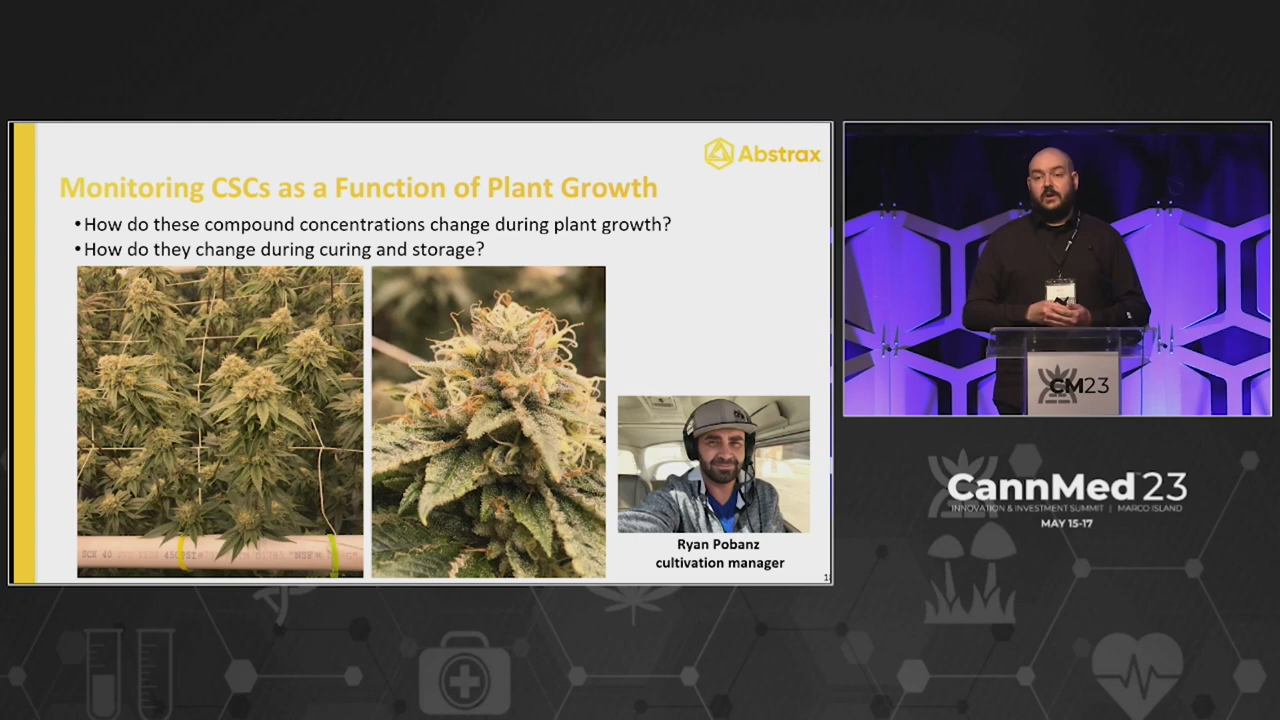 Abstrax
Monitoring CSCs as a Function of Plant Growth
•How do these compound concentrations change during plant growth?
•How do they change during curing and storage?
SCH 40
Ryan Pobanz
cultivation manager
CM23
CannMed 23
INNOVATION & INVESTMENT SUMMIT | MARCO ISLAND
MAY 15-17